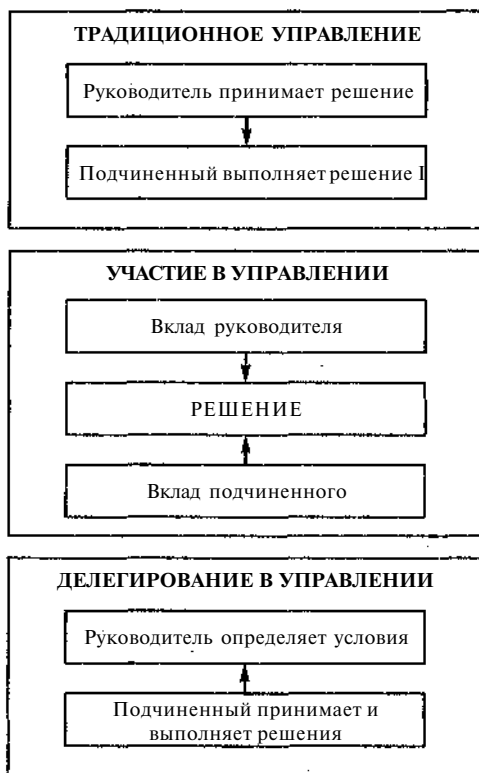 ТРАДИЦИОННОЕ УПРАВЛЕНИЕ
Руководитель принимает решение
Подчиненный выполняет решение I
УЧАСТИЕ В УПРАВЛЕНИИ
Вклад руководителя
РЕШЕНИЕ
Вклад подчиненного
ДЕЛЕГИРОВАНИЕ В УПРАВЛЕНИИ
Руководитель определяет условия
Подчиненный принимает и
выполняет решения